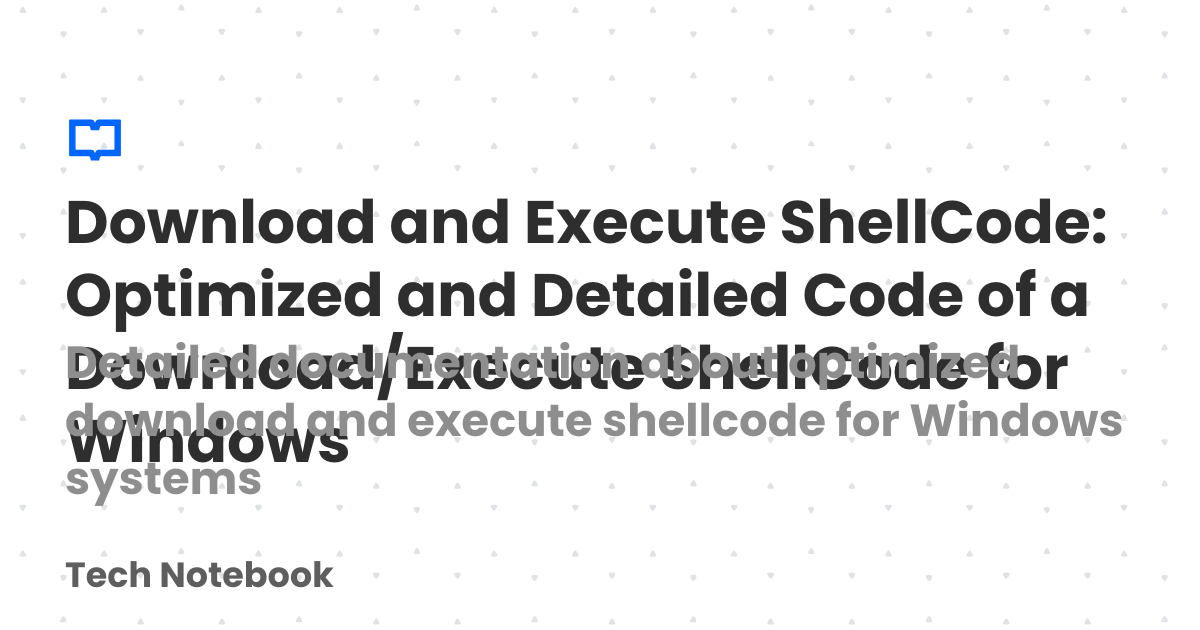 Download and Execute ShellCode:
Optimized and Detailed Code of a
Download/Execute ShellCode for
Windows
Detailed documentation about optimized
download and execute shellcode for Windows
systems
Tech Notebook